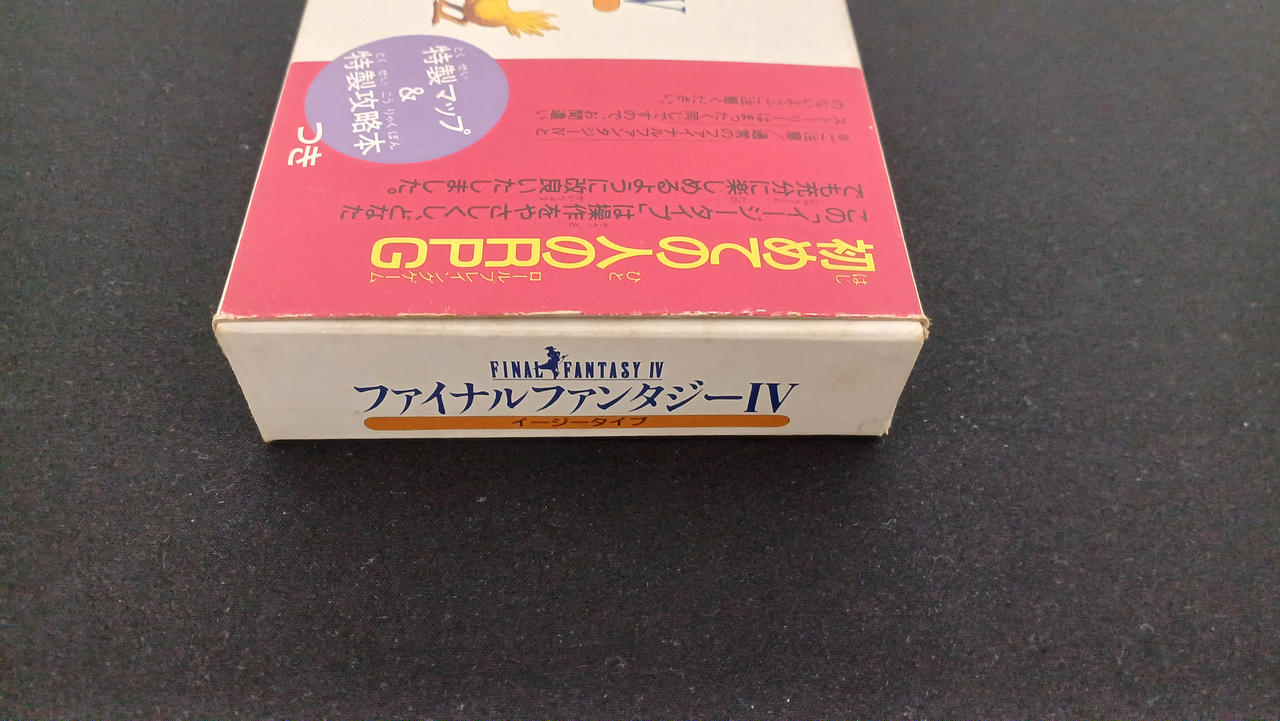 IV
特製マップ
&
特製攻略本
つき
初めての人のRPG
この「イージータイプ」は操作をやさしくし、どなた
でも充分に楽しめるように改良いたしました。
※ご注意/通常のファイナルファンタジーIVと
ストーリーはまったく同じですので、お間違い
のないようご注意ください。
FINAL FANTASY IV
ファイナルファンタジーIV
イージータイプ